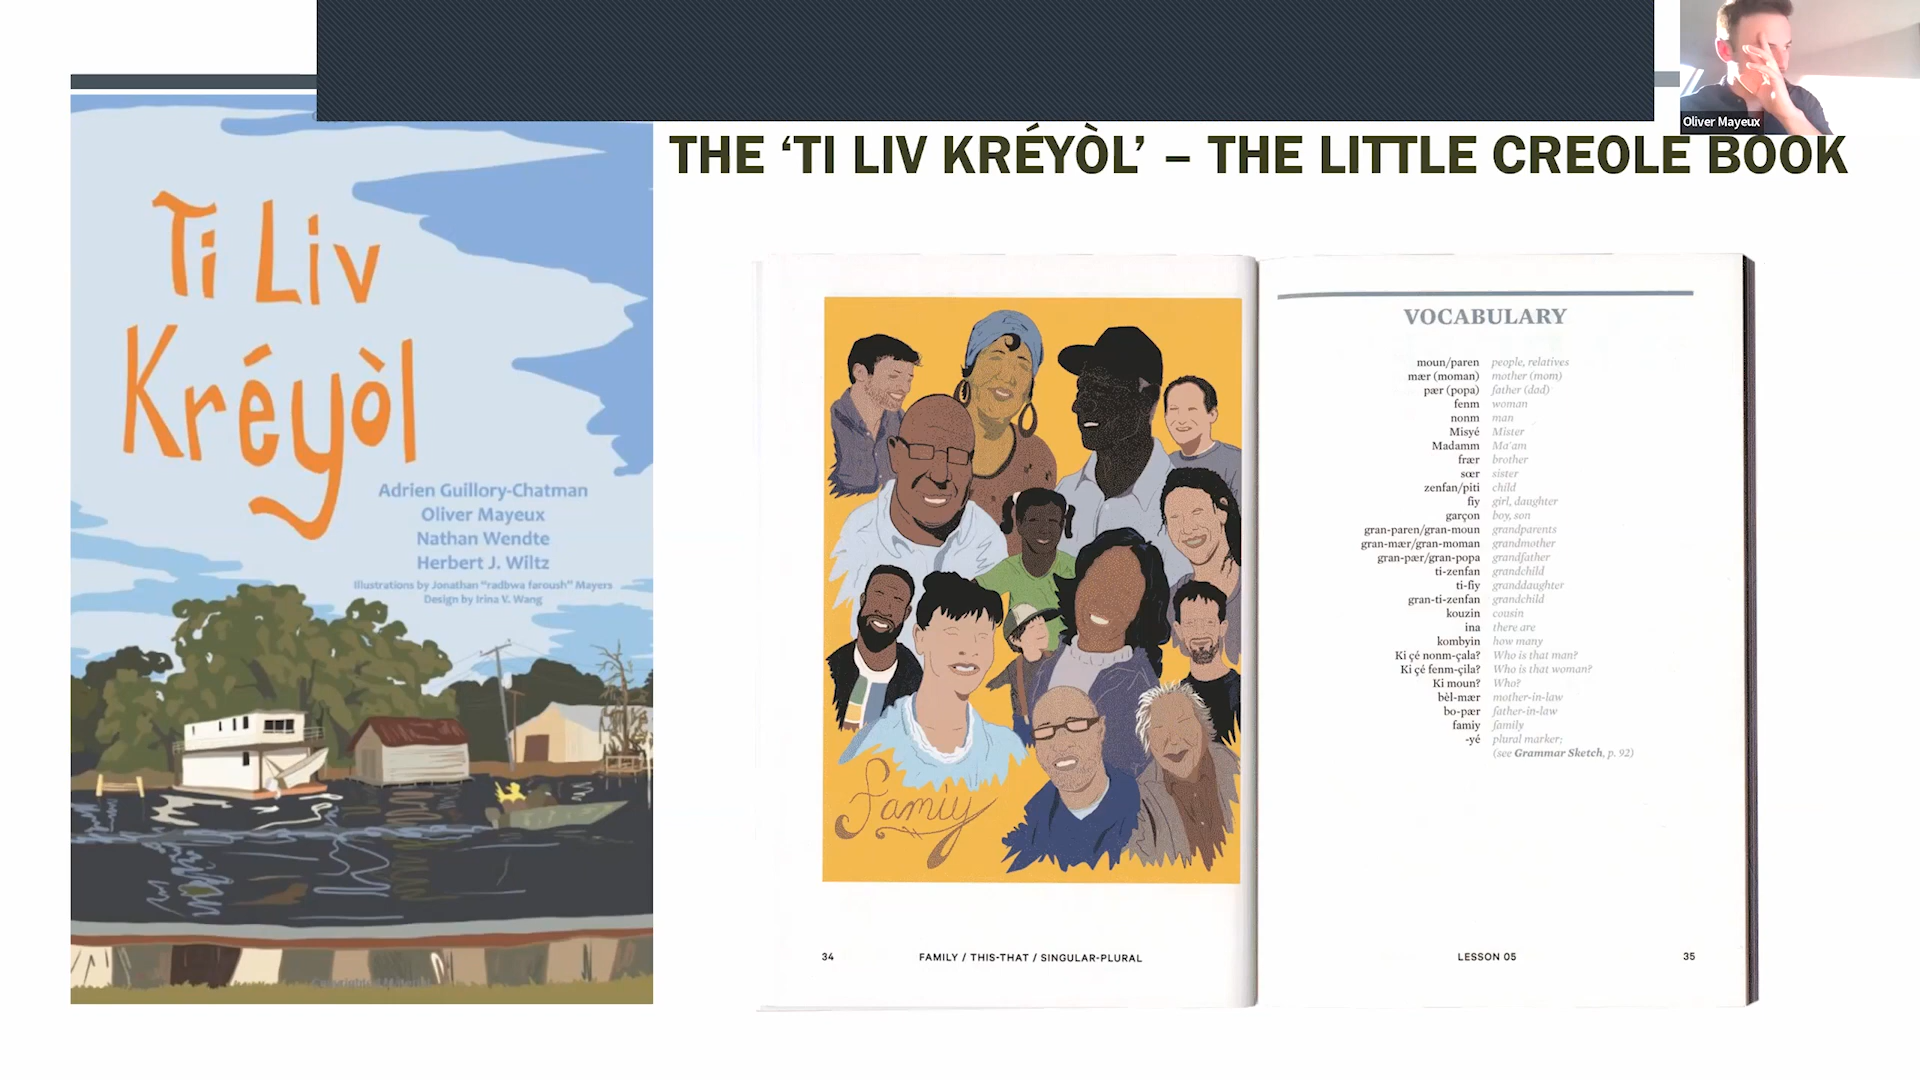 Oliver Mayeux
THE ‘TI LIV KRÉYÒL’ – THE LITTLE CREOLE BOOK
Ti Liv
Kréyòl
Adrien Guillory-Chatman
Oliver Mayeux
Nathan Wendte
Herbert J. Wiltz
Illustrations by Jonathan “radbwa faroush” Mayers
Design by Irina V. Wang
Famiy
34
FAMILY / THIS-THAT / SINGULAR-PLURAL
VOCABULARY
moun/paren people, relatives
mær (moman) mother (mom)
pær (popa) father (dad)
fenm woman
nonm man
Misyé Mister
Madamm Ma'am
frær brother
sœr sister
zenfan/piti child
fiy girl, daughter
garçon boy, son
gran-paren/gran-moun grandparents
gran-mær/gran-moman grandmother
gran-pær/gran-popa grandfather
ti-zenfan grandchild
ti-fiy granddaughter
gran-ti-zenfan grandchild
kouzin cousin
ina there are
kombyin how many
Ki çé nonm-çala? Who is that man?
Ki çé fenm-çila? Who is that woman?
Ki moun? Who?
bèl-mær mother-in-law
bo-pær father-in-law
famiy family
-yé plural marker;
(see Grammar Sketch, p. 92)
LESSON 05
35